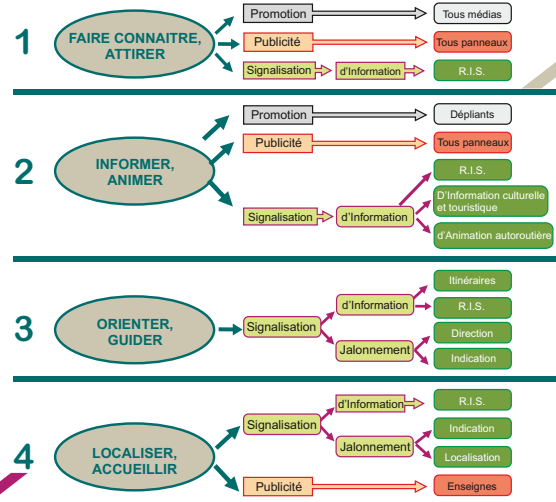 1
FAIRE CONNAITRE,
ATTIRER
Promotion
Tous médias
Publicité
Tous panneaux
Signalisation
d'Information
R.I.S.
2
INFORMER,
ANIMER
Promotion
Dépliants
Publicité
Tous panneaux
Signalisation
d'Information
R.I.S.
D'Information culturelle
et touristique
d'Animation autoroutière
3
ORIENTER,
GUIDER
Signalisation
d'Information
Itinéraires
R.I.S.
Jalonnement
Direction
Indication
4
LOCALISER,
ACCUEILLIR
Signalisation
d'Information
R.I.S.
Jalonnement
Indication
Localisation
Publicité
Enseignes